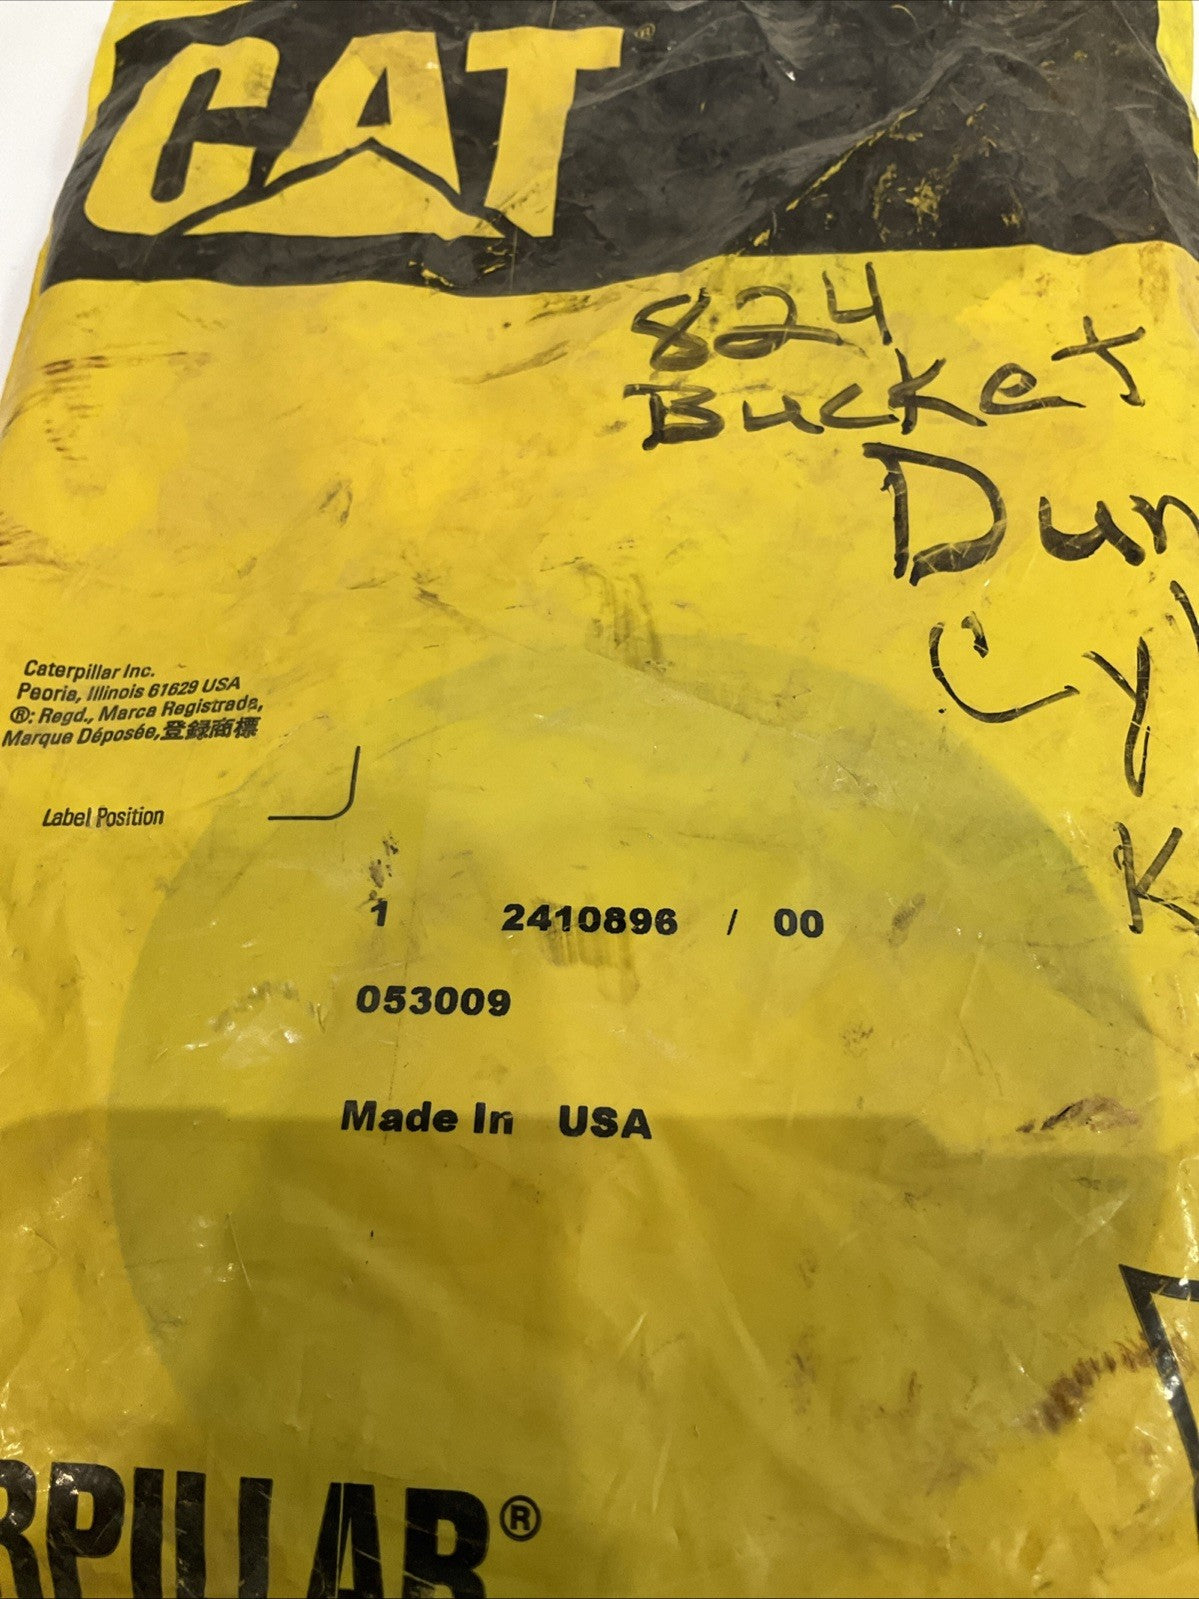 CAT®
824
Bucket
Dun
Cyl
K
Caterpillar Inc.
Peoria, Illinois 61629 USA
®: Regd., Marca Registrada,
Marque Déposée,登録商標
Label Position
1 2410896 / 00
053009
Made In USA
RPILLAR®